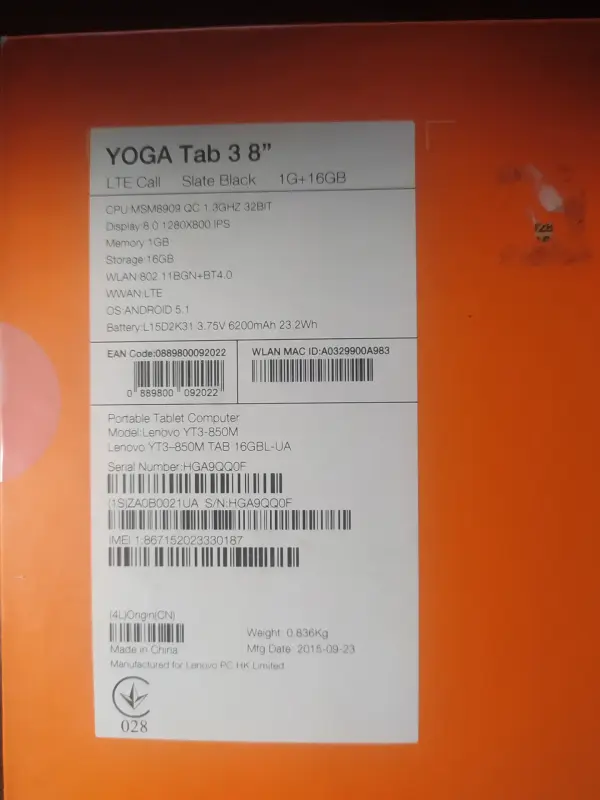 YOGA Tab 3 8”
LTE Call Slate Black 1G+16GB
CPU:MSM8909 QC 1.3GHZ 32BIT
Display:8.0 1280X800 IPS
Memory:1GB
Storage:16GB
WLAN:802.11BGN+BT4.0
WWAN:LTE
OS:ANDROID 5.1
Battery:L15D2K31 3.75V 6200mAh 23.2Wh
EAN Code:0889800092022
0 889800 092022
WLAN MAC ID:A0329900A983
Portable Tablet Computer
Model:Lenovo YT3-850M
Lenovo YT3–850M TAB 16GBL-UA
Serial Number:HGA9QQ0F
(1S)ZA0B0021UA S/N:HGA9QQ0F
IMEI 1:867152023330187
(4L)Origin(CN)
Made in China
Weight: 0.836Kg
Mfg Date: 2015-09-23
Manufactured for Lenovo PC HK Limited
028